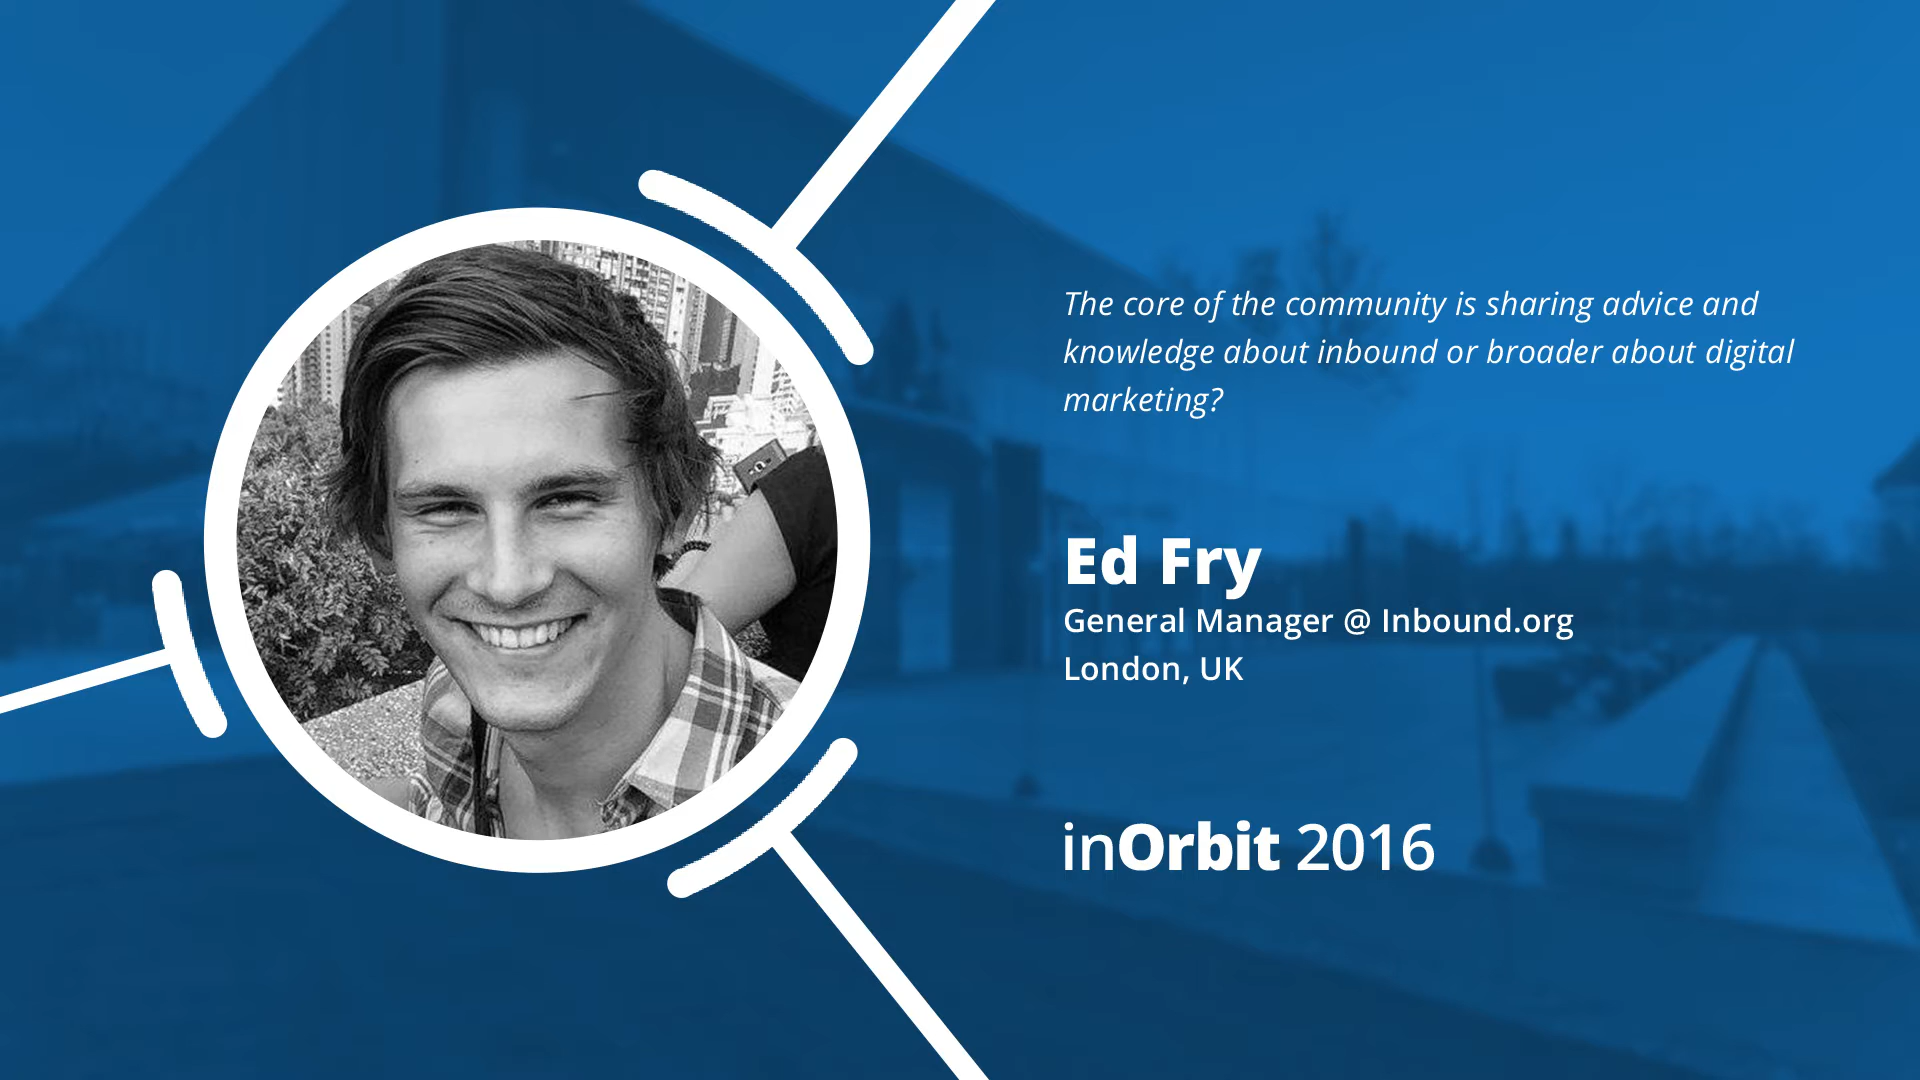 The core of the community is sharing advice and
knowledge about inbound or broader about digital
marketing?
Ed Fry
General Manager @ Inbound.org
London, UK
inOrbit 2016